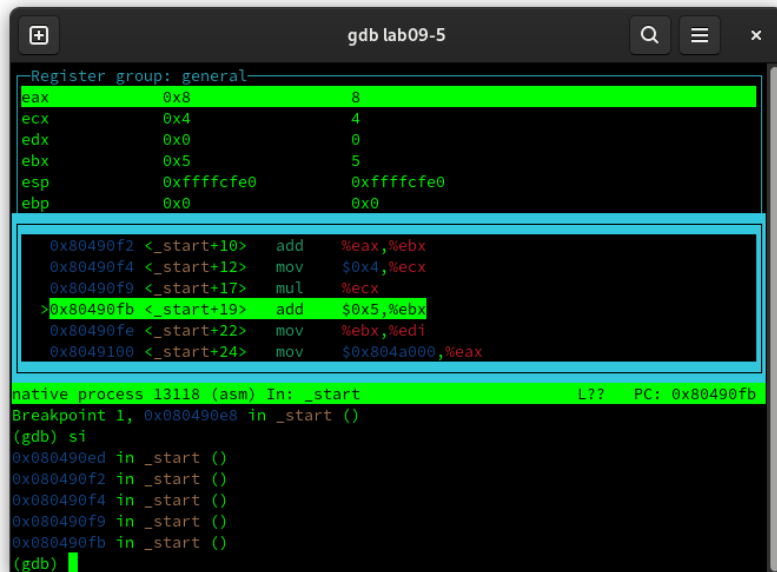 gdb lab09-5
Register group: general
eax 0x8 8
ecx 0x4 4
edx 0x0 0
ebx 0x5 5
esp 0xffffcfe0 0xffffcfe0
ebp 0x0 0x0
0x80490f2 <_start+10> add %eax,%ebx
0x80490f4 <_start+12> mov $0x4,%ecx
0x80490f9 <_start+17> mul %ecx
>0x80490fb <_start+19> add $0x5,%ebx
0x80490fe <_start+22> mov %ebx,%edi
0x8049100 <_start+24> mov $0x804a000,%eax
native process 13118 (asm) In: _start L?? PC: 0x80490fb
Breakpoint 1, 0x080490e8 in _start ()
(gdb) si
0x080490ed in _start ()
0x080490f2 in _start ()
0x080490f4 in _start ()
0x080490f9 in _start ()
0x080490fb in _start ()
(gdb)